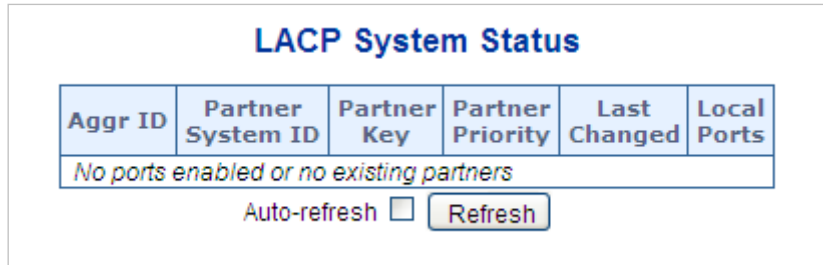 LACP System Status
Aggr ID Partner System ID Partner Key Partner Priority Last Changed Local Ports
No ports enabled or no existing partners
Auto-refresh Refresh